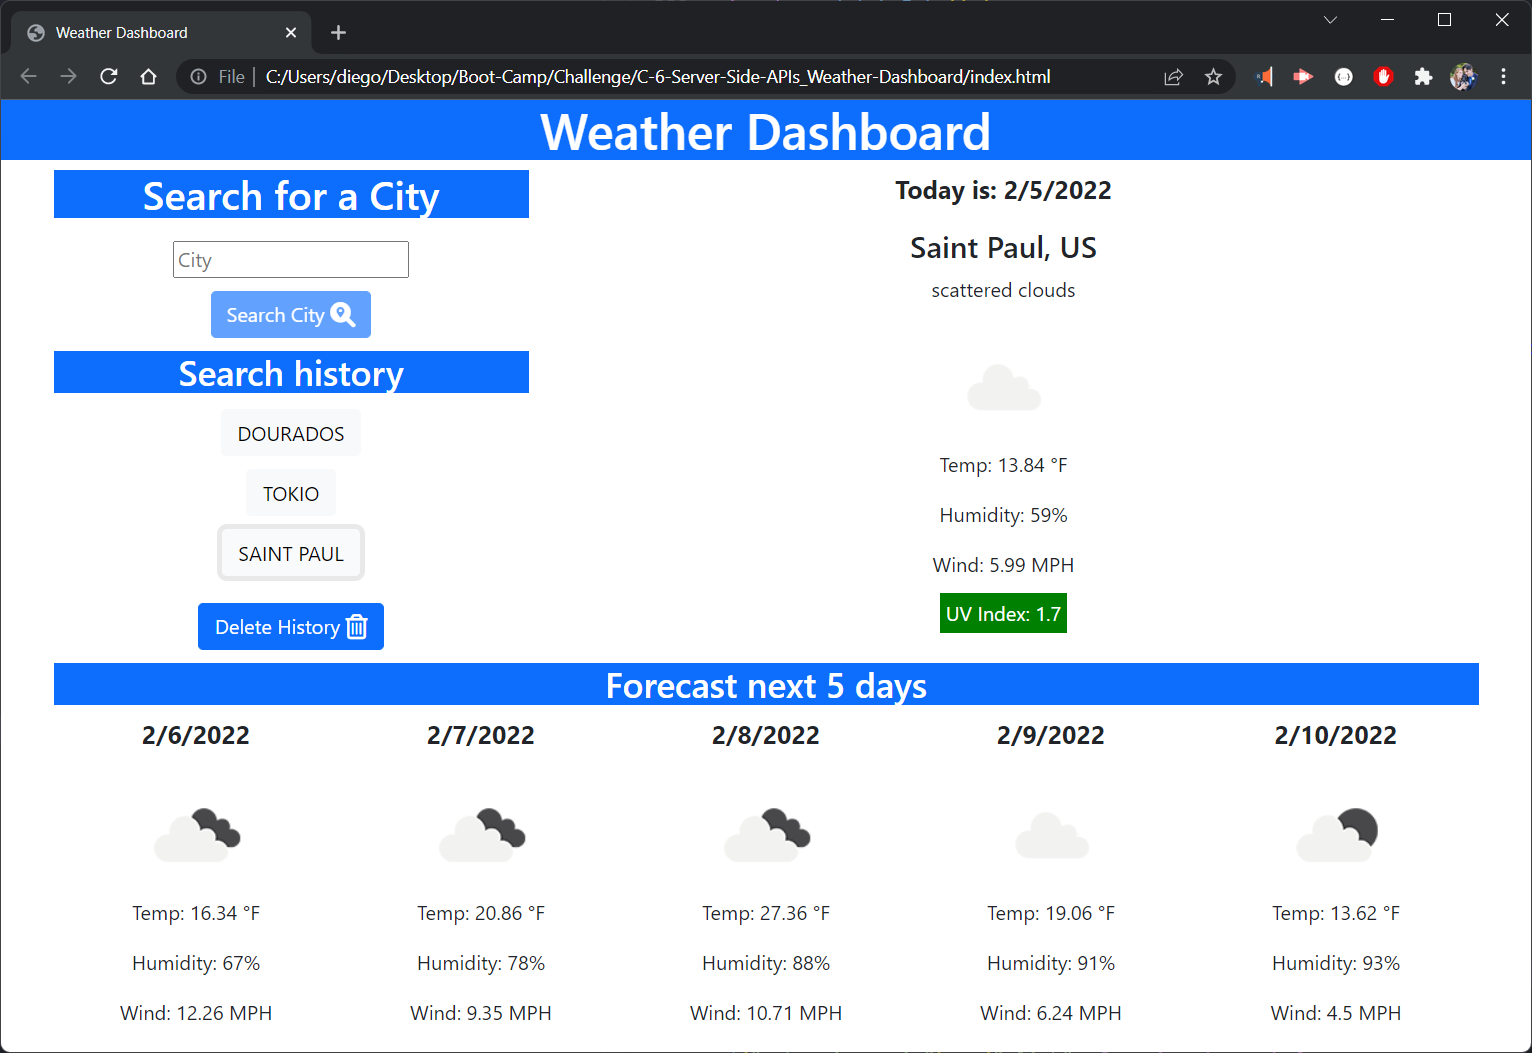 Weather Dashboard
File | C:/Users/diego/Desktop/Boot-Camp/Challenge/C-6-Server-Side-APIs_Weather-Dashboard/index.html
Weather Dashboard
Search for a City
City
Search City
Search history
DOURADOS
TOKIO
SAINT PAUL
Delete History
Today is: 2/5/2022
Saint Paul, US
scattered clouds
Temp: 13.84 °F
Humidity: 59%
Wind: 5.99 MPH
UV Index: 1.7
Forecast next 5 days
2/6/2022
Temp: 16.34 °F
Humidity: 67%
Wind: 12.26 MPH
2/7/2022
Temp: 20.86 °F
Humidity: 78%
Wind: 9.35 MPH
2/8/2022
Temp: 27.36 °F
Humidity: 88%
Wind: 10.71 MPH
2/9/2022
Temp: 19.06 °F
Humidity: 91%
Wind: 6.24 MPH
2/10/2022
Temp: 13.62 °F
Humidity: 93%
Wind: 4.5 MPH